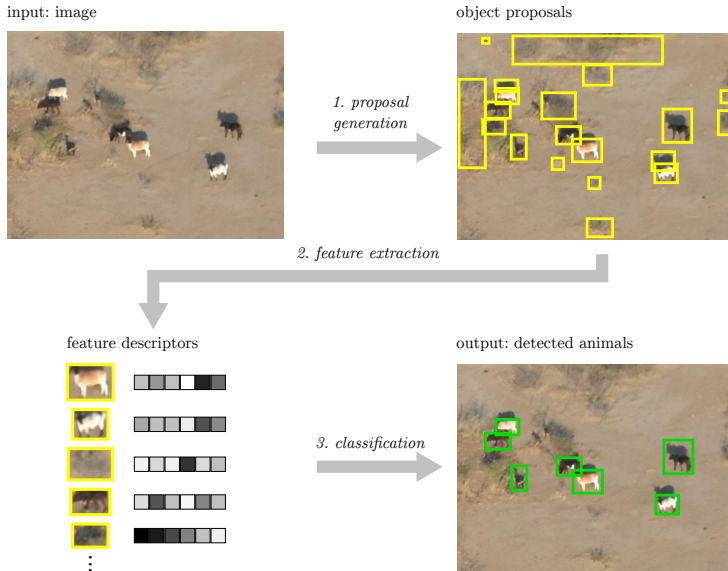 input: image
object proposals
1. proposal
generation
2. feature extraction
feature descriptors
output: detected animals
3. classification